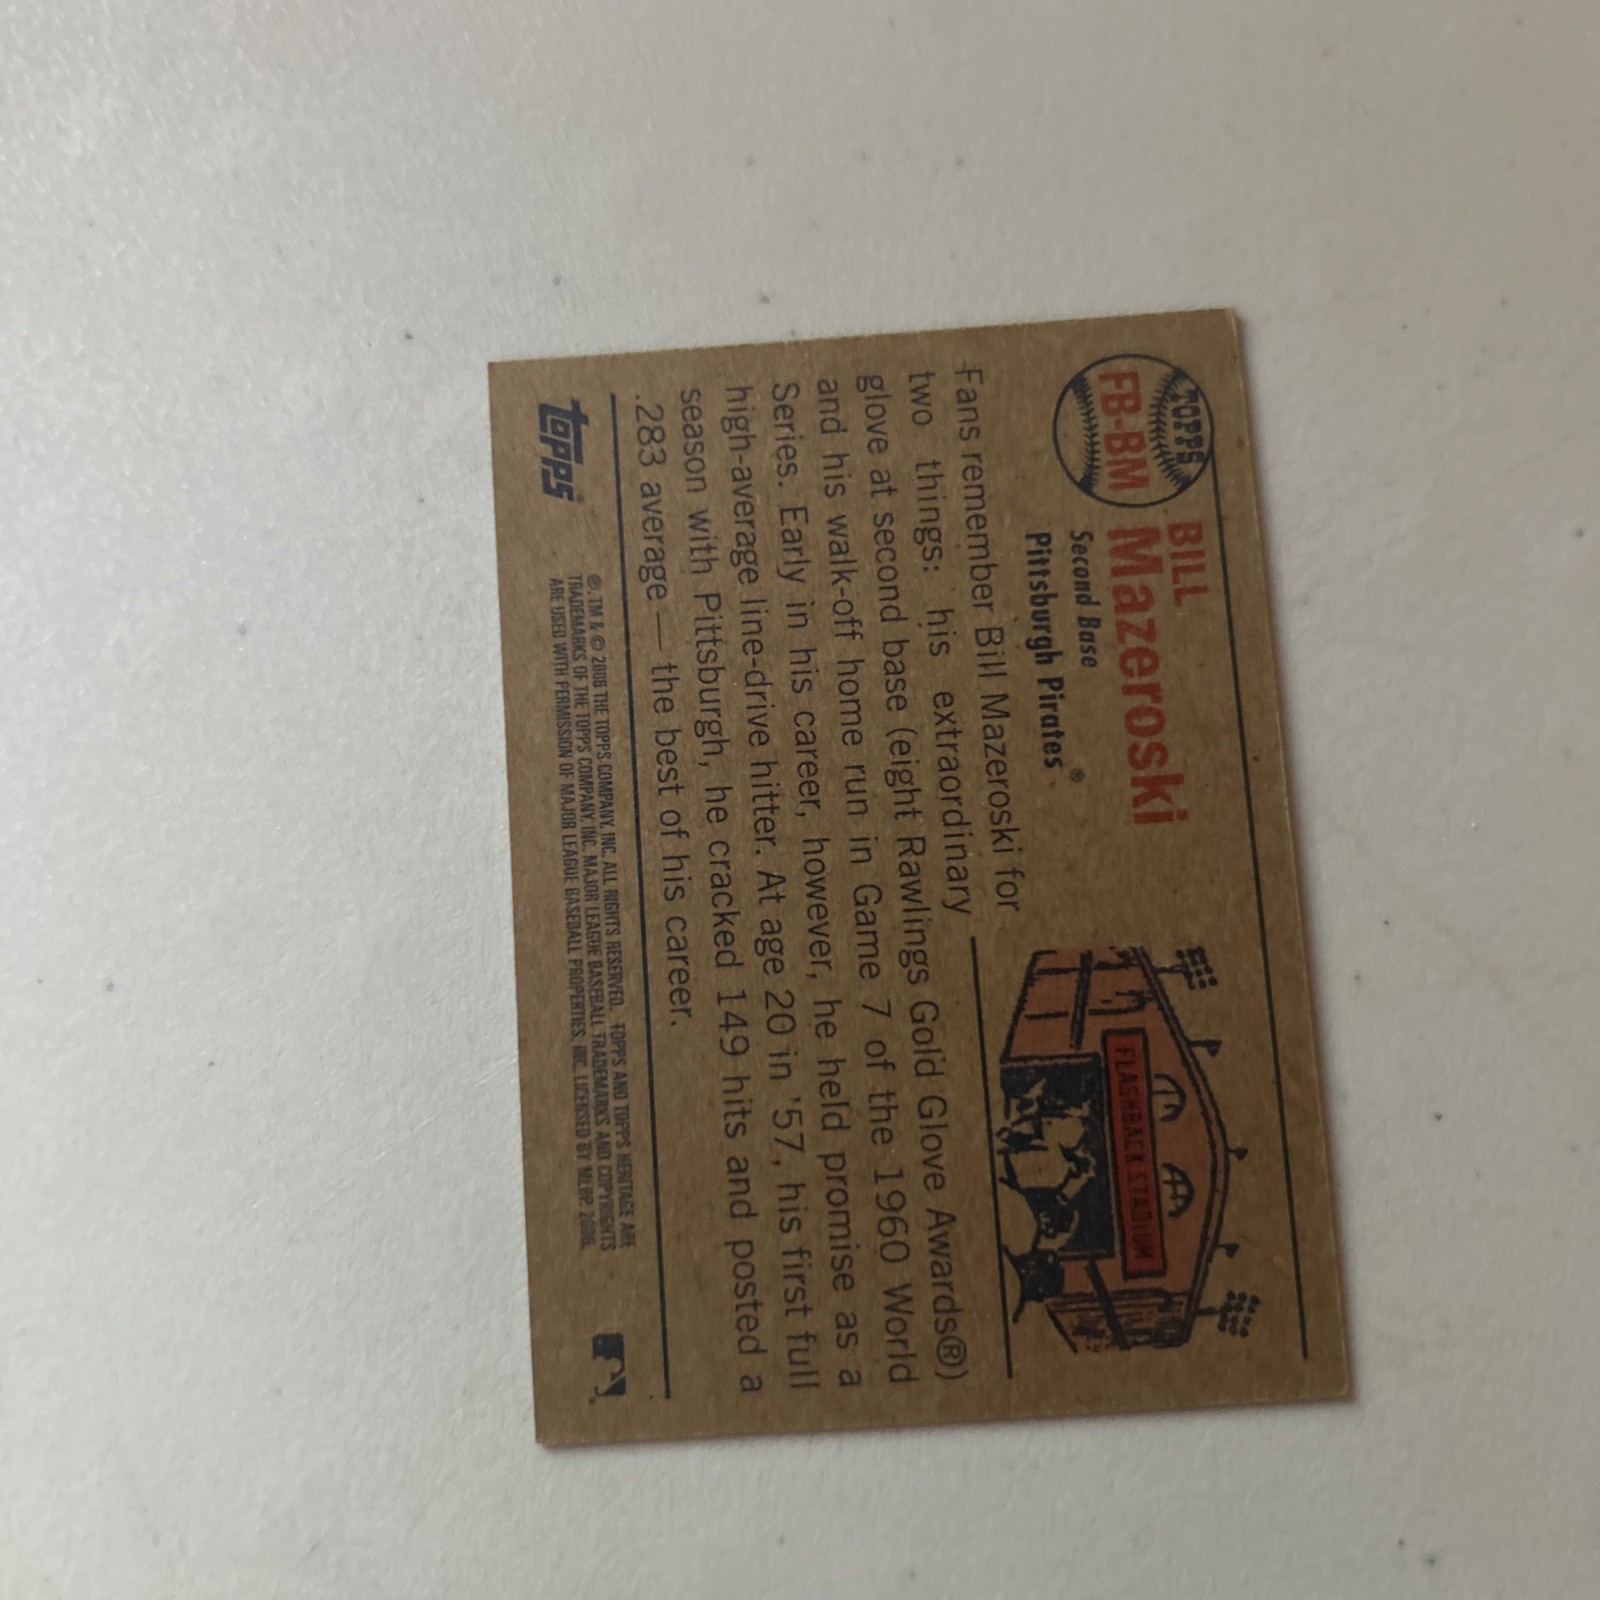 TOPPS
FB-BM
BILL
Mazeroski
Second Base
Pittsburgh Pirates®
FLASHBACK STADIUM
Fans remember Bill Mazeroski for
two things: his extraordinary
glove at second base (eight Rawlings Gold Glove Awards®)
and his walk-off home run in Game 7 of the 1960 World
Series. Early in his career, however, he held promise as a
high-average line-drive hitter. At age 20 in '57, his first full
season with Pittsburgh, he cracked 149 hits and posted a
.283 average — the best of his career.
topps®
®, TM & © 2006 THE TOPPS COMPANY, INC. ALL RIGHTS RESERVED. TOPPS AND TOPPS HERITAGE ARE
TRADEMARKS OF THE TOPPS COMPANY, INC. MAJOR LEAGUE BASEBALL TRADEMARKS AND COPYRIGHTS
ARE USED WITH PERMISSION OF MAJOR LEAGUE BASEBALL PROPERTIES, INC. LICENSED BY MLBP 2006.